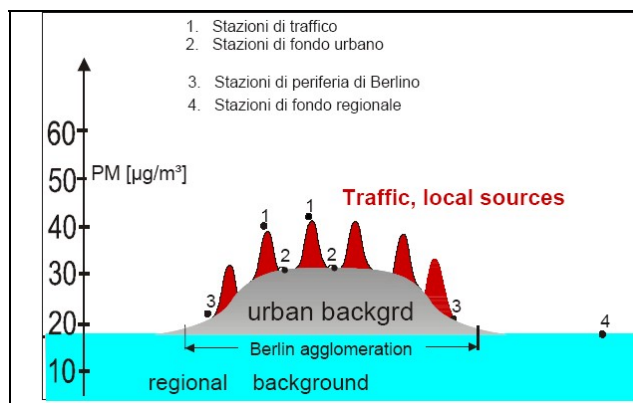 1. Stazioni di traffico
2. Stazioni di fondo urbano
3. Stazioni di periferia di Berlino
4. Stazioni di fondo regionale
60
50 PM [µg/m³]
40
30
20
10
Traffic, local sources
1 1
2 2
3 3
4
urban backgrd
Berlin agglomeration
regional background